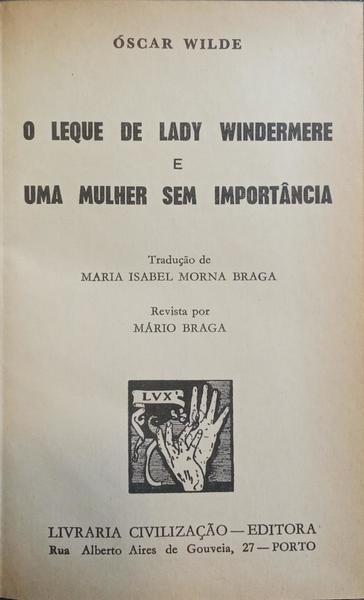 ÓSCAR WILDE
O LEQUE DE LADY WINDERMERE
E
UMA MULHER SEM IMPORTÂNCIA
Tradução de
MARIA ISABEL MORNA BRAGA
Revista por
MÁRIO BRAGA
LVX
LIVRARIA CIVILIZAÇÃO — EDITORA
Rua Alberto Aires de Gouveia, 27 — PORTO